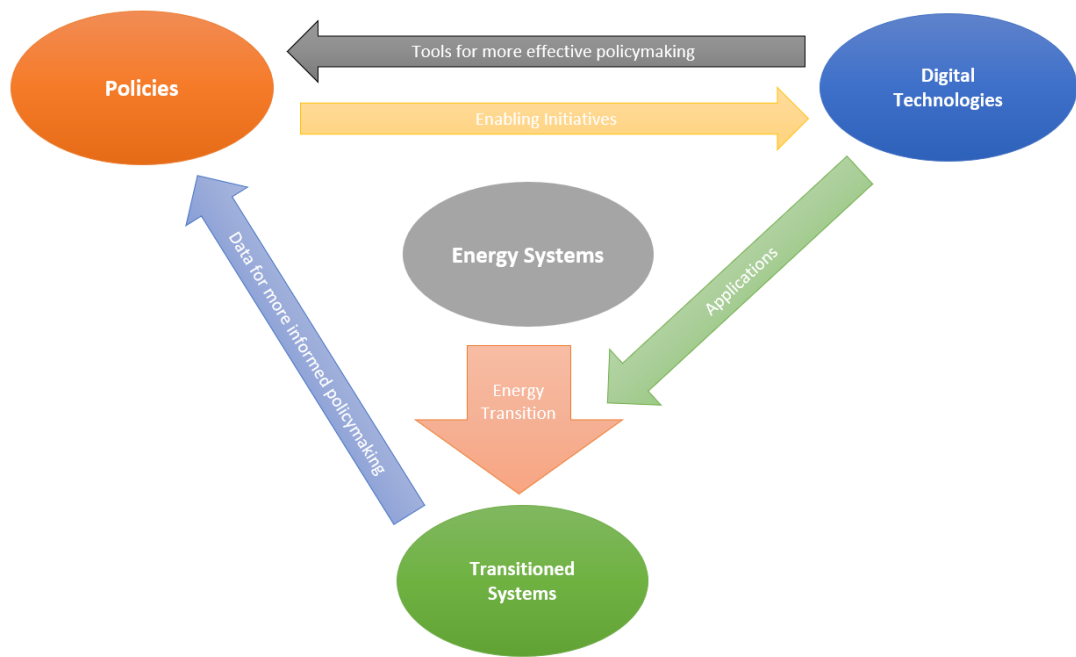 Tools for more effective policymaking
Policies
Digital
Technologies
Enabling Initiatives
Energy Systems
Applications
Data for more informed policymaking
Energy
Transition
Transitioned
Systems